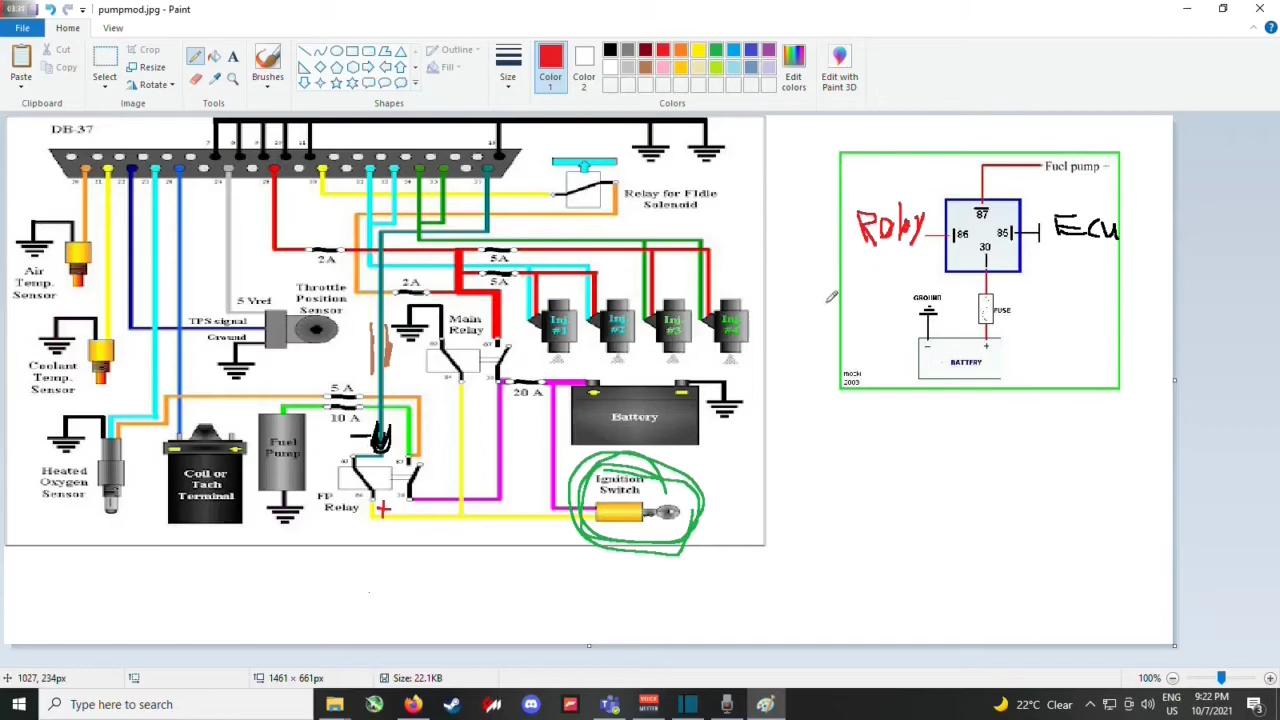 03:39
pumpmod.jpg - Paint
File
Home
View
Paste
Cut
Copy
Clipboard
Select
Crop
Resize
Rotate
Image
Tools
Brushes
Shapes
Outline
Fill
Size
Color 1
Color 2
Edit colors
Colors
Edit with Paint 3D
DB-37
Relay for FIdle
Solenoid
2A
5A
5A
2A
Air
Temp.
Sensor
5 Vref
Throttle
Position
Sensor
TPS signal
Ground
Main
Relay
Inj
#1
Inj
#2
Inj
#3
Inj
#4
Coolant
Temp.
Sensor
5 A
10 A
20 A
Battery
Fuel
Pump
Heated
Oxygen
Sensor
Coil or
Tach
Terminal
FP
Relay
Ignition
Switch
Fuel pump +
87
86
85
30
Relay
Ecu
GROUND
FUSE
BATTERY
2003
1027, 234px
1461 × 661px
Size: 22.1KB
100%
Type here to search
22°C Clear
ENG
US
9:22 PM
10/7/2021